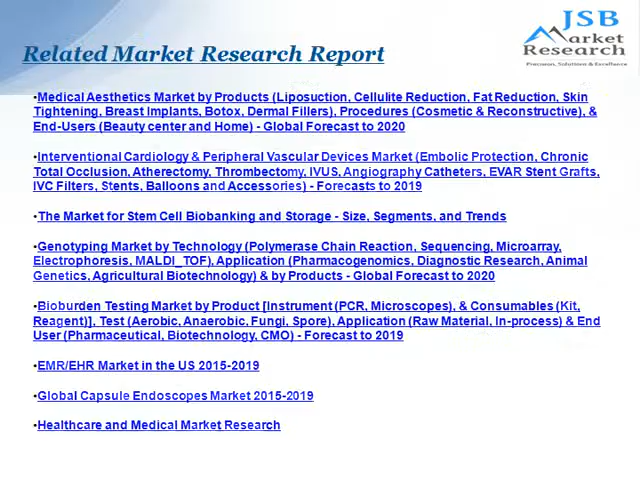 JSB
Market
Research
Precision, Solutions & Excellence
Related Market Research Report
•Medical Aesthetics Market by Products (Liposuction, Cellulite Reduction, Fat Reduction, Skin
Tightening, Breast Implants, Botox, Dermal Fillers), Procedures (Cosmetic & Reconstructive), &
End-Users (Beauty center and Home) - Global Forecast to 2020
•Interventional Cardiology & Peripheral Vascular Devices Market (Embolic Protection, Chronic
Total Occlusion, Atherectomy, Thrombectomy, IVUS, Angiography Catheters, EVAR Stent Grafts,
IVC Filters, Stents, Balloons and Accessories) - Forecasts to 2019
•The Market for Stem Cell Biobanking and Storage - Size, Segments, and Trends
•Genotyping Market by Technology (Polymerase Chain Reaction, Sequencing, Microarray,
Electrophoresis, MALDI_TOF), Application (Pharmacogenomics, Diagnostic Research, Animal
Genetics, Agricultural Biotechnology) & by Products - Global Forecast to 2020
•Bioburden Testing Market by Product [Instrument (PCR, Microscopes), & Consumables (Kit,
Reagent)], Test (Aerobic, Anaerobic, Fungi, Spore), Application (Raw Material, In-process) & End
User (Pharmaceutical, Biotechnology, CMO) - Forecast to 2019
•EMR/EHR Market in the US 2015-2019
•Global Capsule Endoscopes Market 2015-2019
•Healthcare and Medical Market Research